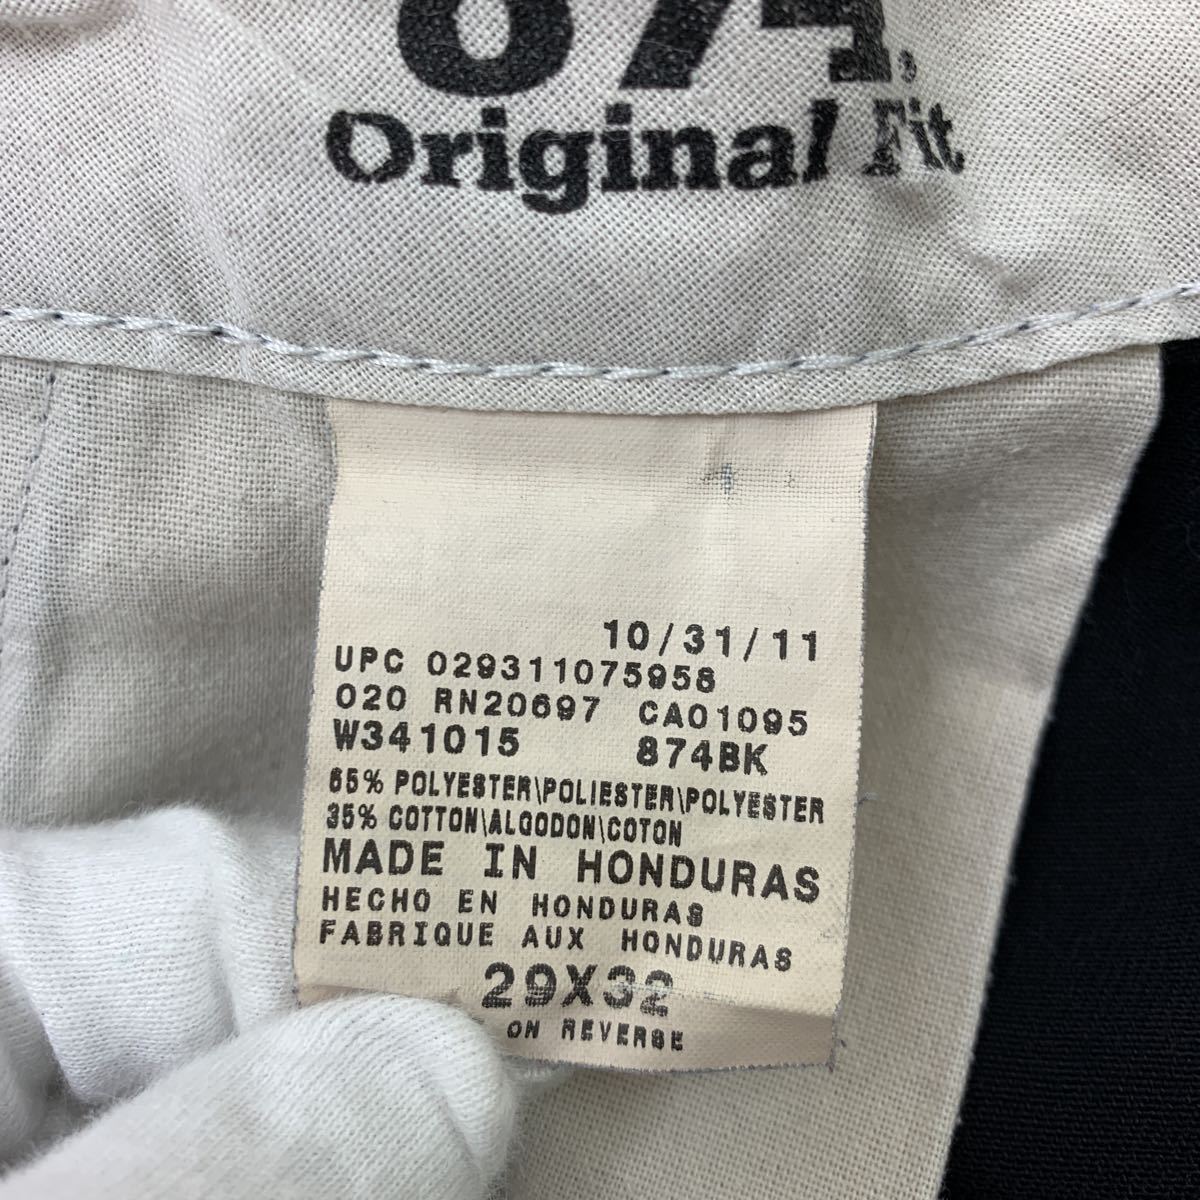 874
Original Fit
10/31/11
UPC 029311075958
020 RN20697 CA01095
W341015 874BK
65% POLYESTER\POLIESTER\POLYESTER
35% COTTON\ALGODON\COTON
MADE IN HONDURAS
HECHO EN HONDURAS
FABRIQUE AUX HONDURAS
29X32
ON REVERSE